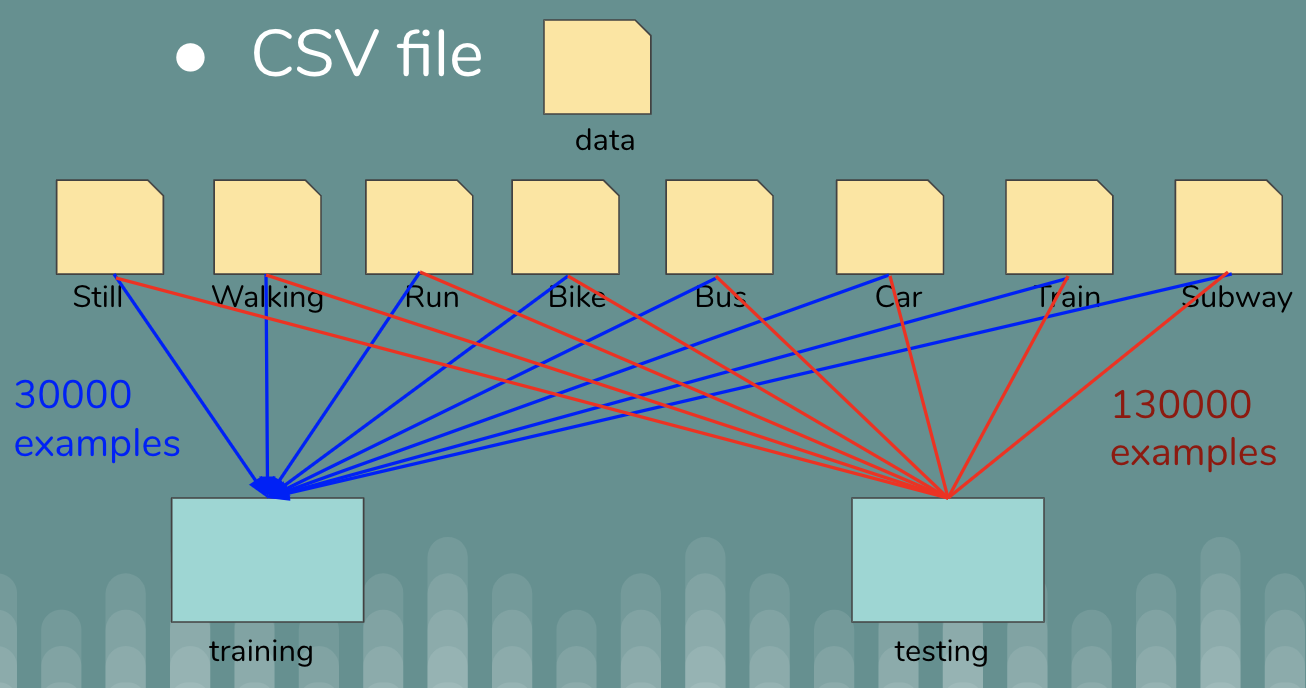 ● CSV file
data
Still Walking Run Bike Bus Car Train Subway
30000
examples
130000
examples
training
testing